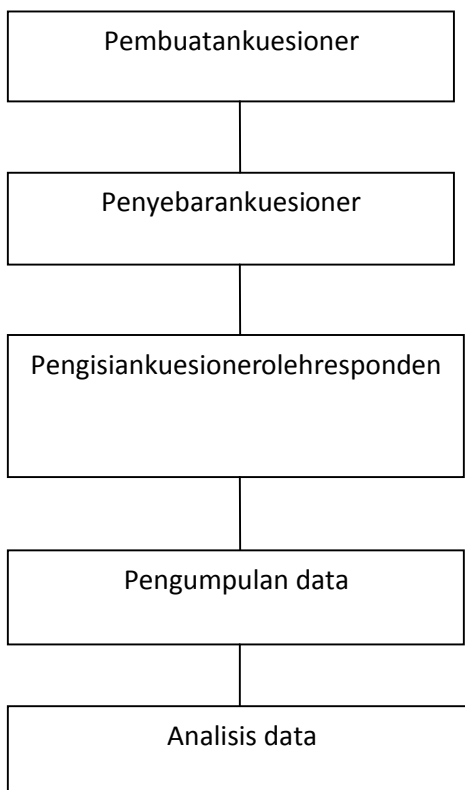 Pembuatankuesioner
Penyebarankuesioner
Pengisiankuesionerolehresponden
Pengumpulan data
Analisis data